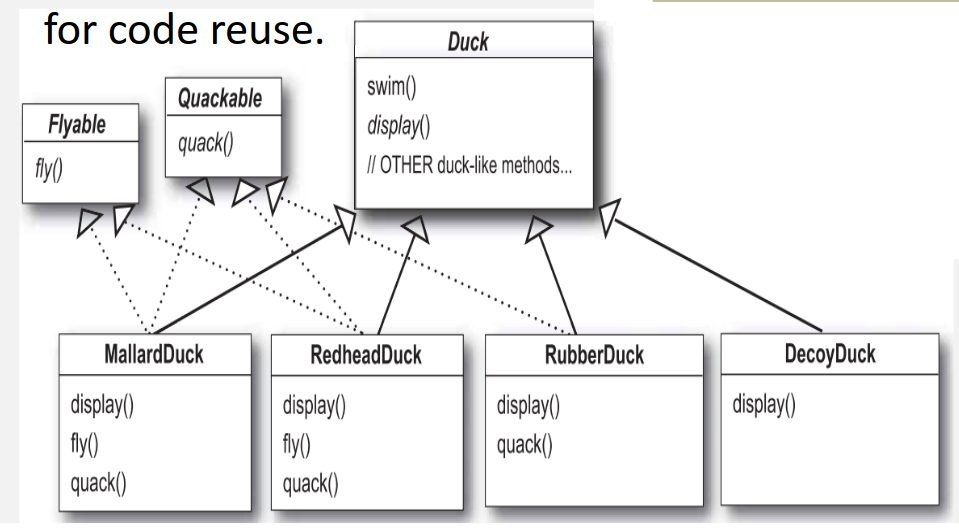 for code reuse.
Duck
swim()
display()
// OTHER duck-like methods...
Quackable
quack()
Flyable
fly()
MallardDuck
display()
fly()
quack()
RedheadDuck
display()
fly()
quack()
RubberDuck
display()
quack()
DecoyDuck
display()